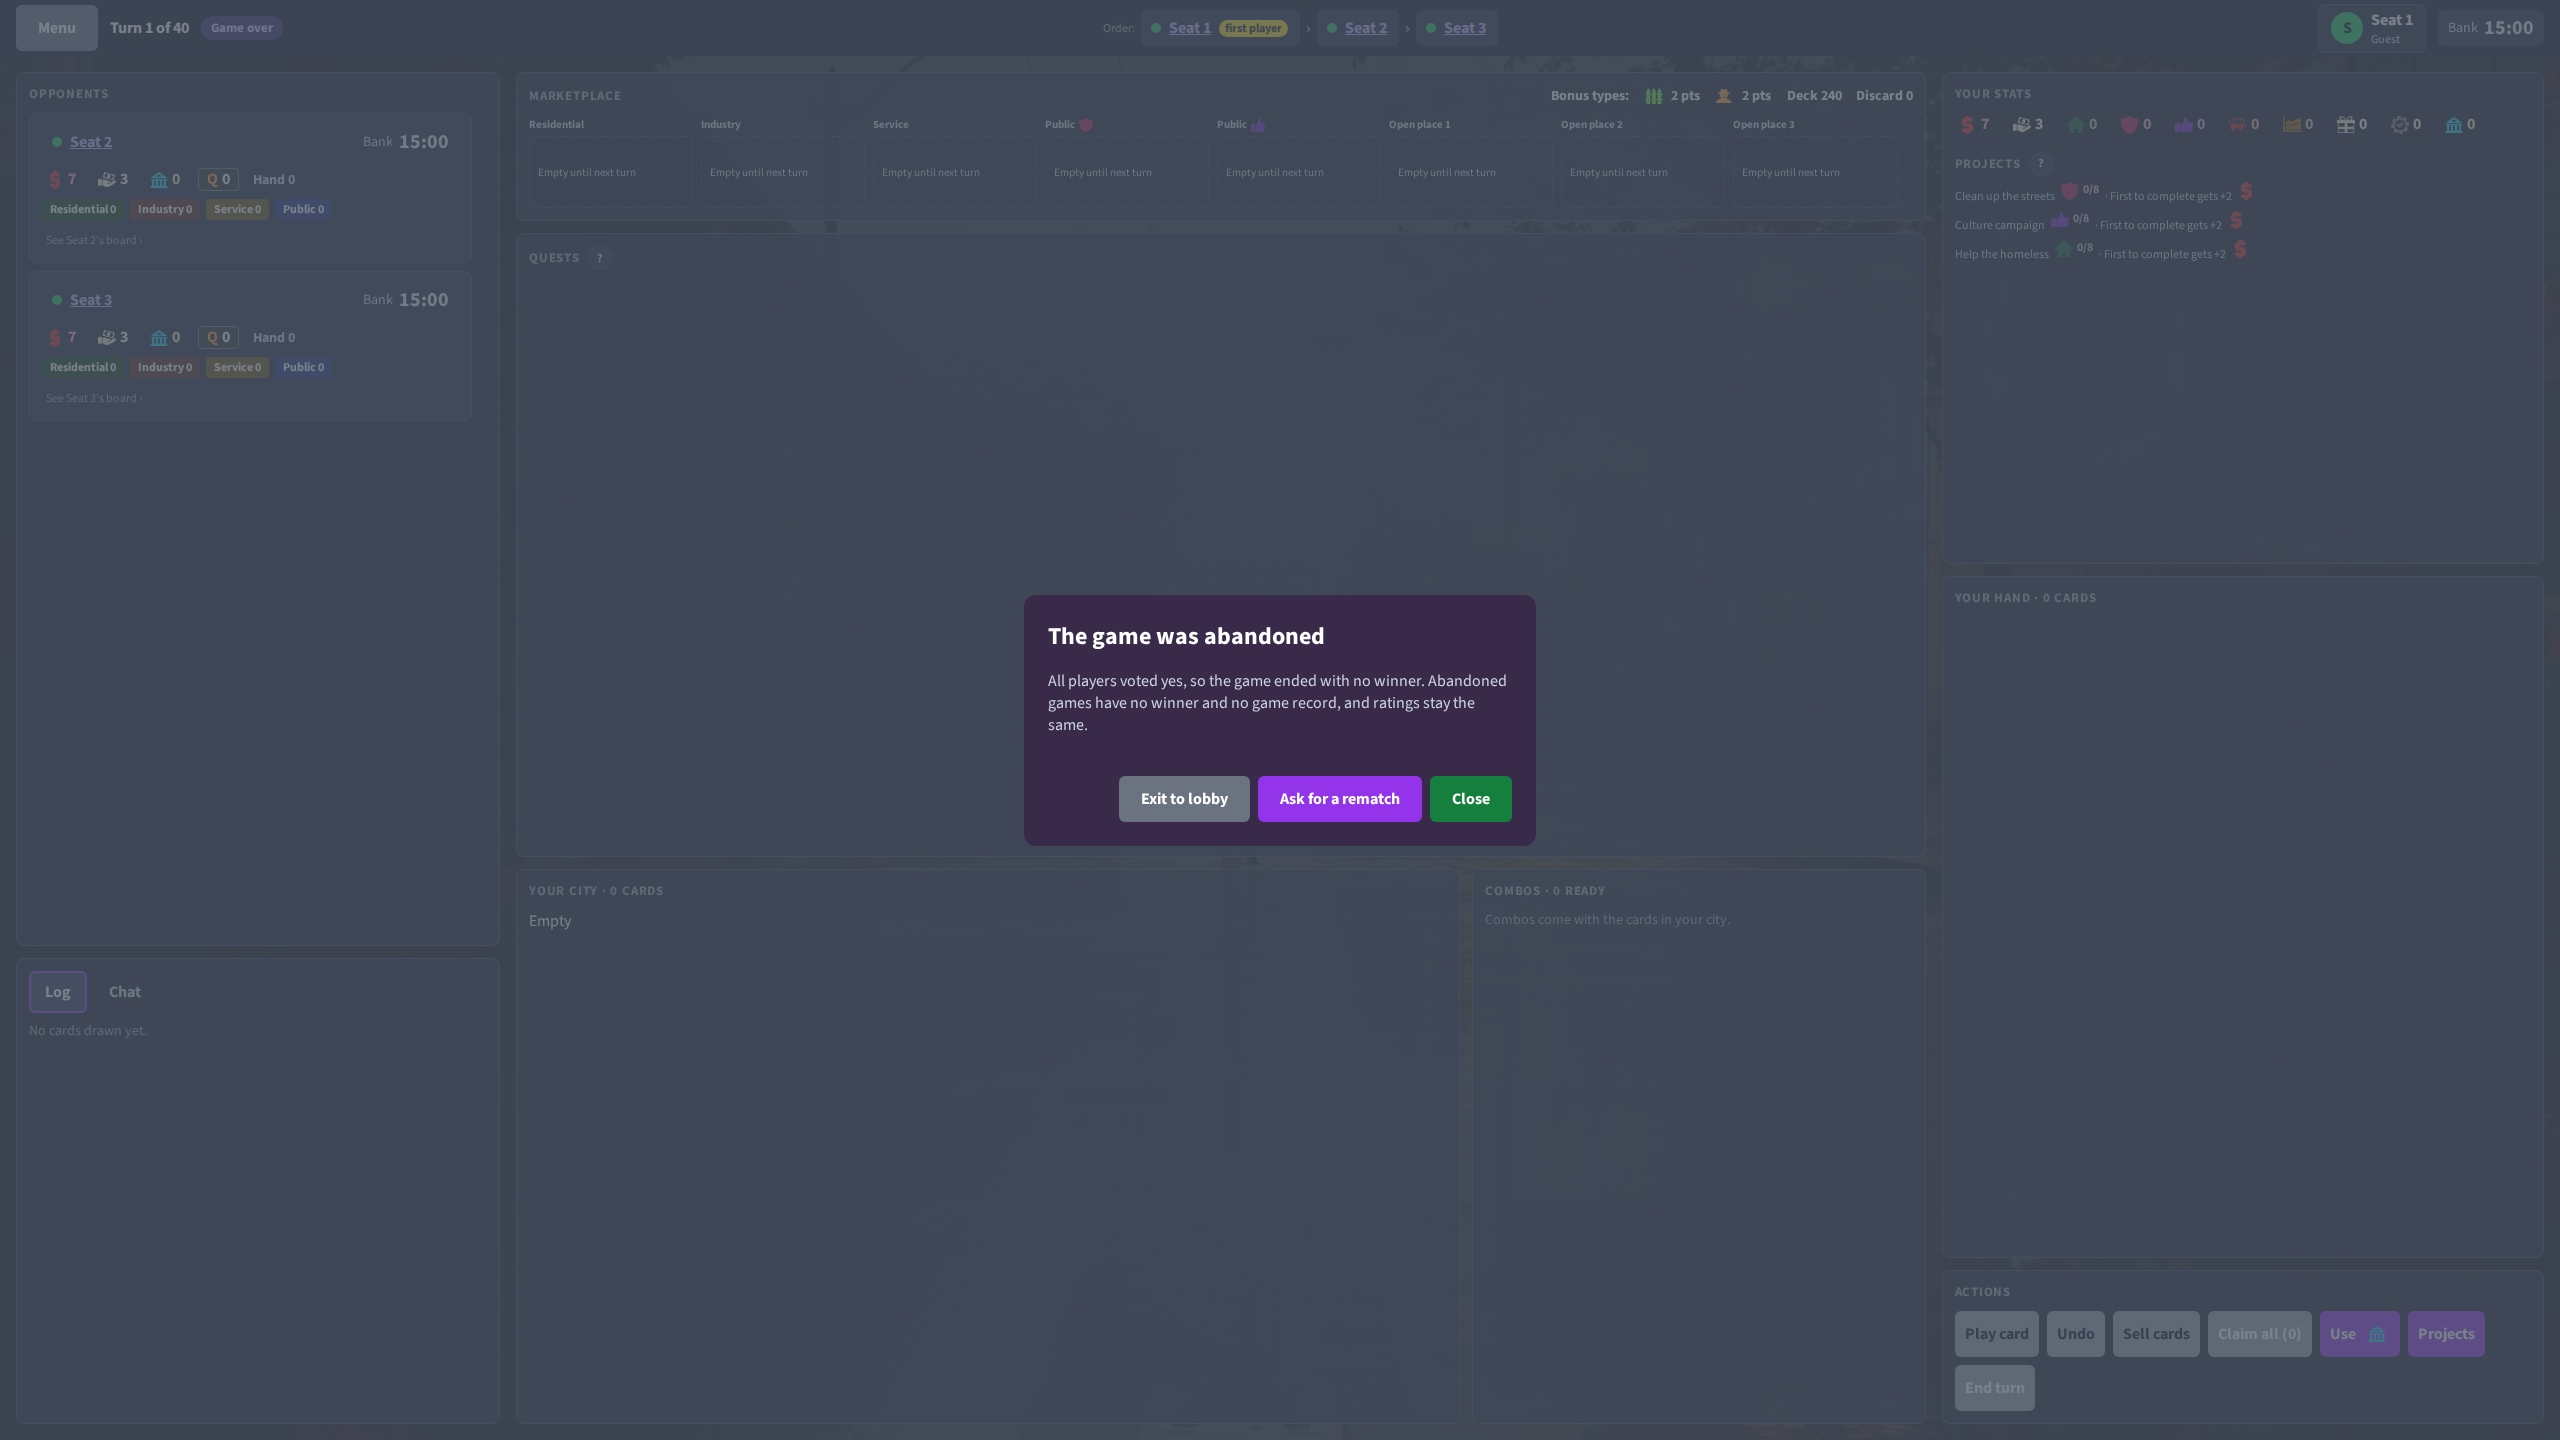 Menu Turn 1 of 40 Game over Order: Seat 1 first player › Seat 2 › Seat 3 S Seat 1 Guest Bank 15:00
OPPONENTS
Seat 2 Bank 15:00
7 3 0 Q 0 Hand 0
Residential 0 Industry 0 Service 0 Public 0
See Seat 2's board ›
Seat 3 Bank 15:00
7 3 0 Q 0 Hand 0
Residential 0 Industry 0 Service 0 Public 0
See Seat 3's board ›
Log Chat
No cards drawn yet.
MARKETPLACE Bonus types: 2 pts 2 pts Deck 240 Discard 0
Residential Industry Service Public Public Open place 1 Open place 2 Open place 3
Empty until next turn Empty until next turn Empty until next turn Empty until next turn Empty until next turn Empty until next turn Empty until next turn Empty until next turn
QUESTS ?
The game was abandoned
All players voted yes, so the game ended with no winner. Abandoned
games have no winner and no game record, and ratings stay the
same.
Exit to lobby Ask for a rematch Close
YOUR CITY · 0 CARDS
Empty
COMBOS · 0 READY
Combos come with the cards in your city.
YOUR STATS
7 3 0 0 0 0 0 0 0 0
PROJECTS ?
Clean up the streets 0/8 · First to complete gets +2
Culture campaign 0/8 · First to complete gets +2
Help the homeless 0/8 · First to complete gets +2
YOUR HAND · 0 CARDS
ACTIONS
Play card Undo Sell cards Claim all (0) Use Projects
End turn